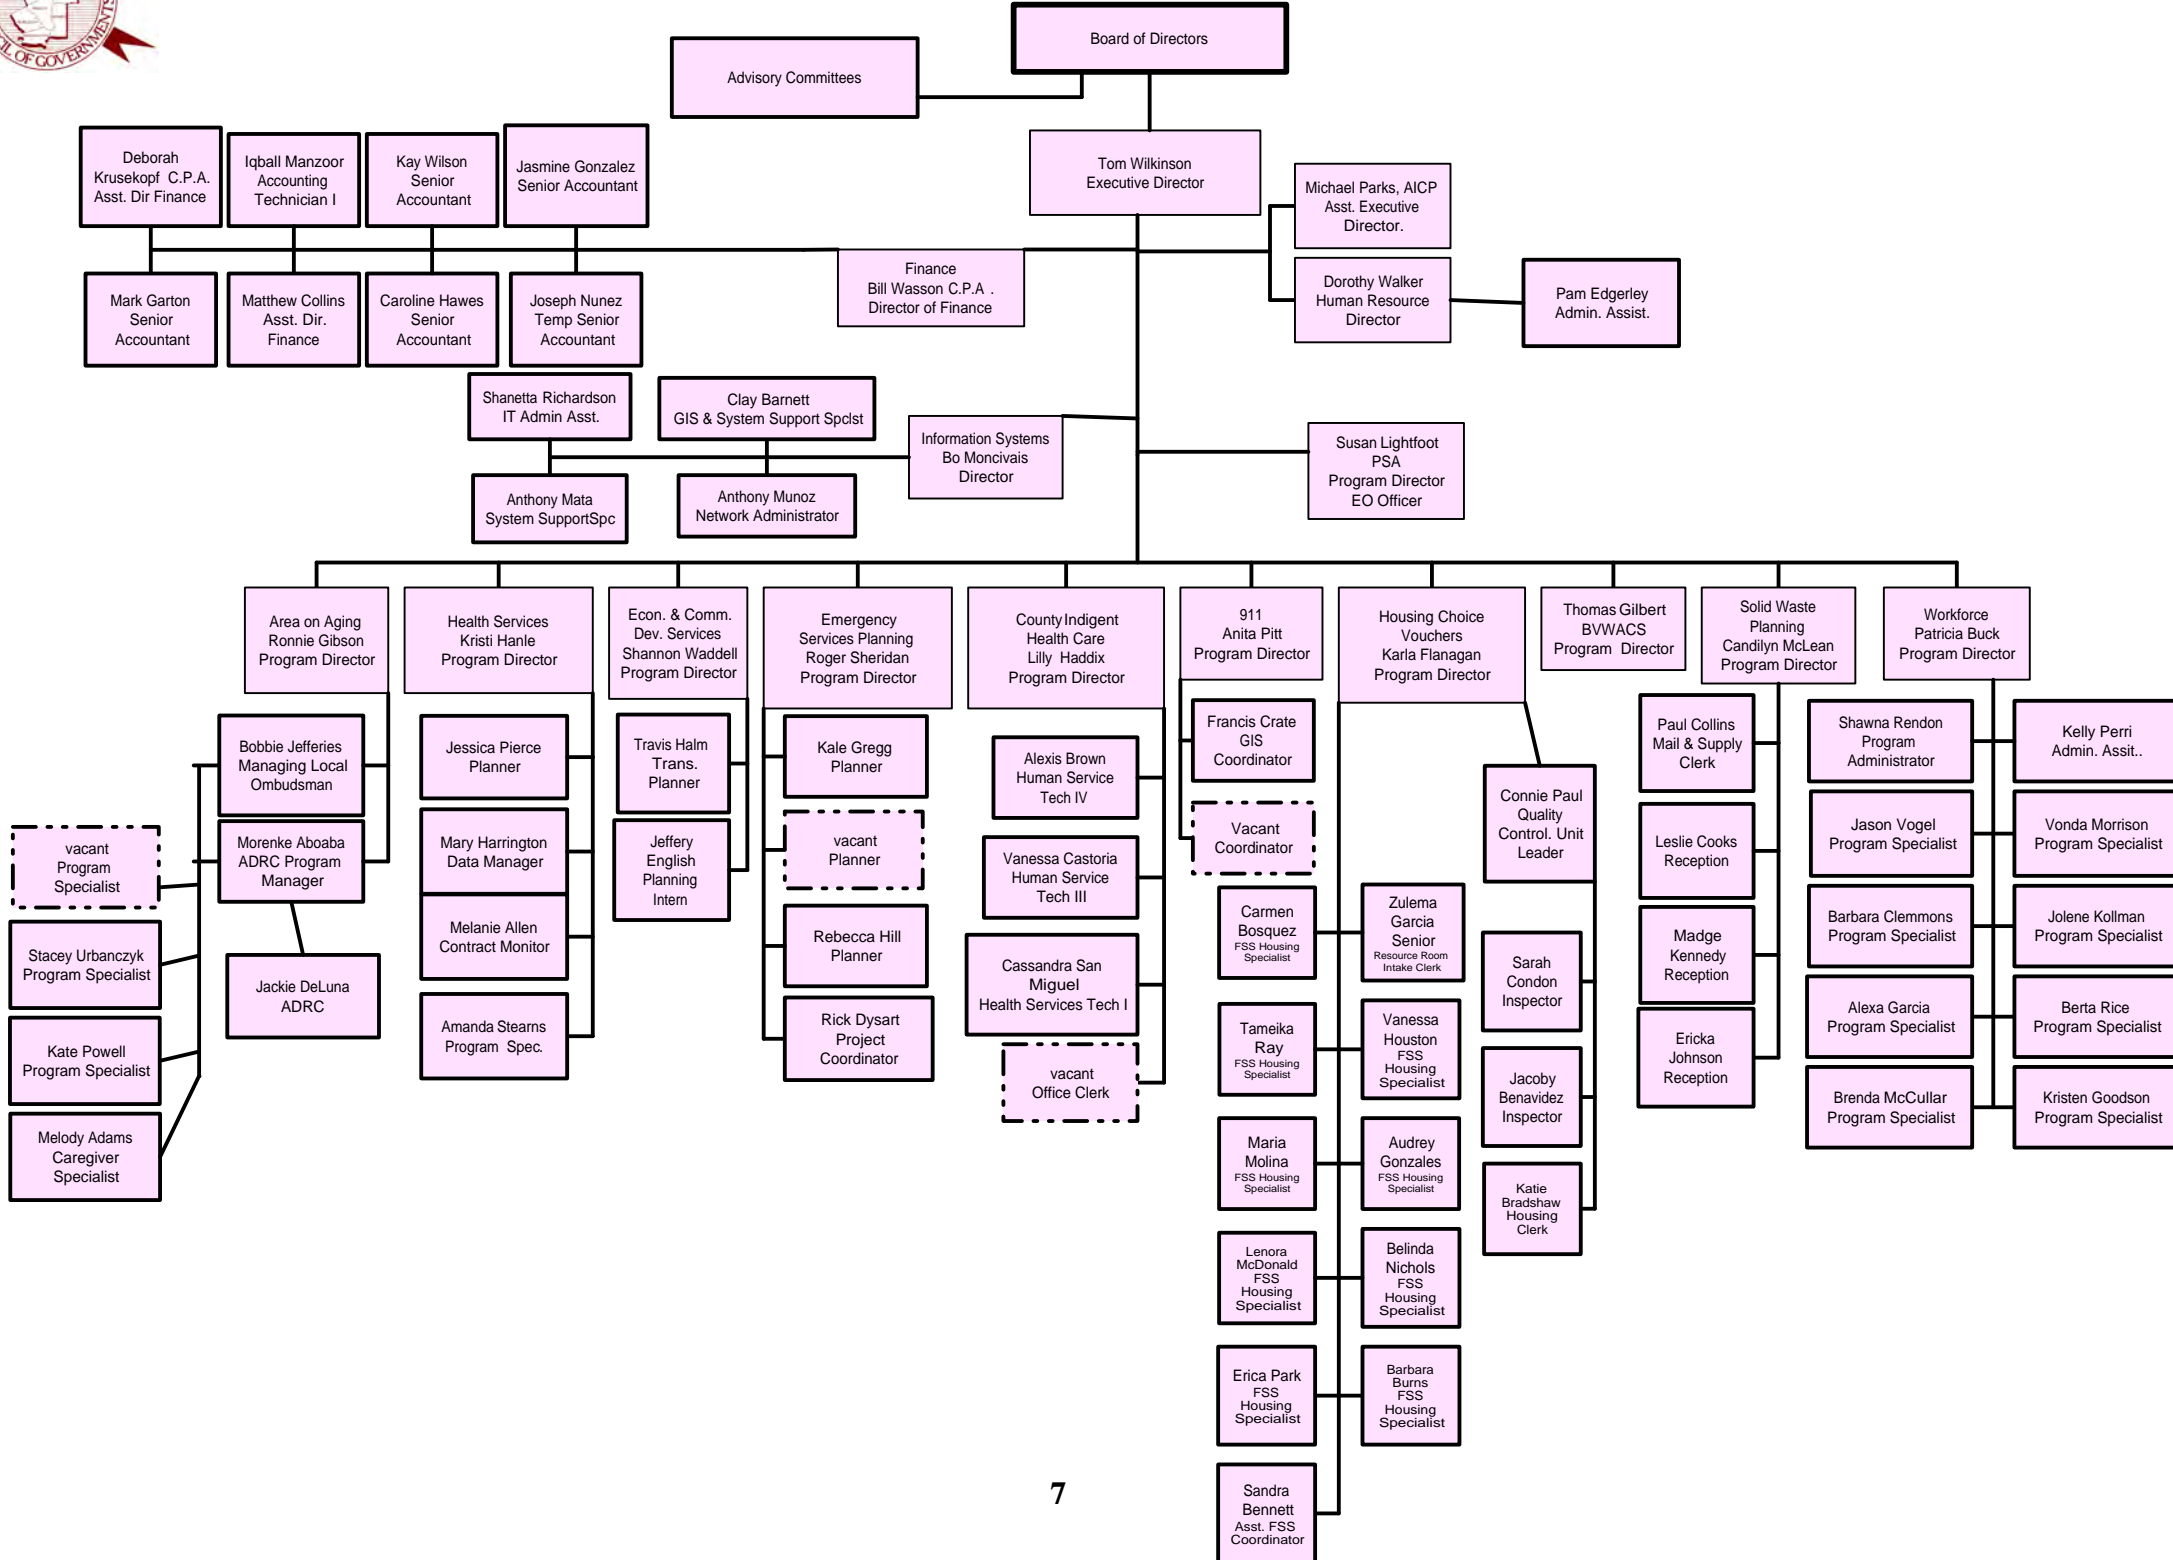 OF GOVERNMENTS
Board of Directors
Advisory Committees
Tom Wilkinson
Executive Director
Deborah
Krusekopf C.P.A.
Asst. Dir Finance
Iqball Manzoor
Accounting
Technician I
Kay Wilson
Senior
Accountant
Jasmine Gonzalez
Senior Accountant
Michael Parks, AICP
Asst. Executive
Director.
Finance
Bill Wasson C.P.A .
Director of Finance
Dorothy Walker
Human Resource
Director
Pam Edgerley
Admin. Assist.
Mark Garton
Senior
Accountant
Matthew Collins
Asst. Dir.
Finance
Caroline Hawes
Senior
Accountant
Joseph Nunez
Temp Senior
Accountant
Shanetta Richardson
IT Admin Asst.
Clay Barnett
GIS & System Support Spclst
Information Systems
Bo Moncivais
Director
Susan Lightfoot
PSA
Program Director
EO Officer
Anthony Mata
System SupportSpc
Anthony Munoz
Network Administrator
Area on Aging
Ronnie Gibson
Program Director
Health Services
Kristi Hanle
Program Director
Econ. & Comm.
Dev. Services
Shannon Waddell
Program Director
Emergency
Services Planning
Roger Sheridan
Program Director
County Indigent
Health Care
Lilly Haddix
Program Director
911
Anita Pitt
Program Director
Housing Choice
Vouchers
Karla Flanagan
Program Director
Thomas Gilbert
BVWACS
Program Director
Solid Waste
Planning
Candilyn McLean
Program Director
Workforce
Patricia Buck
Program Director
Bobbie Jefferies
Managing Local
Ombudsman
Morenke Aboaba
ADRC Program
Manager
Jackie DeLuna
ADRC
vacant
Program
Specialist
Stacey Urbanczyk
Program Specialist
Kate Powell
Program Specialist
Melody Adams
Caregiver
Specialist
Jessica Pierce
Planner
Mary Harrington
Data Manager
Melanie Allen
Contract Monitor
Amanda Stearns
Program Spec.
Travis Halm
Trans.
Planner
Jeffery
English
Planning
Intern
Kale Gregg
Planner
vacant
Planner
Rebecca Hill
Planner
Rick Dysart
Project
Coordinator
Alexis Brown
Human Service
Tech IV
Vanessa Castoria
Human Service
Tech III
Cassandra San
Miguel
Health Services Tech I
vacant
Office Clerk
Francis Crate
GIS
Coordinator
Vacant
Coordinator
Carmen
Bosquez
FSS Housing
Specialist
Zulema
Garcia
Senior
Resource Room
Intake Clerk
Tameika
Ray
FSS Housing
Specialist
Vanessa
Houston
FSS
Housing
Specialist
Maria
Molina
FSS Housing
Specialist
Audrey
Gonzales
FSS Housing
Specialist
Lenora
McDonald
FSS
Housing
Specialist
Belinda
Nichols
FSS
Housing
Specialist
Erica Park
FSS
Housing
Specialist
Barbara
Burns
FSS
Housing
Specialist
Sandra
Bennett
Asst. FSS
Coordinator
Connie Paul
Quality
Control. Unit
Leader
Sarah
Condon
Inspector
Jacoby
Benavidez
Inspector
Katie
Bradshaw
Housing
Clerk
Paul Collins
Mail & Supply
Clerk
Leslie Cooks
Reception
Madge
Kennedy
Reception
Ericka
Johnson
Reception
Shawna Rendon
Program
Administrator
Kelly Perri
Admin. Assit..
Jason Vogel
Program Specialist
Vonda Morrison
Program Specialist
Barbara Clemmons
Program Specialist
Jolene Kollman
Program Specialist
Alexa Garcia
Program Specialist
Berta Rice
Program Specialist
Brenda McCullar
Program Specialist
Kristen Goodson
Program Specialist
7